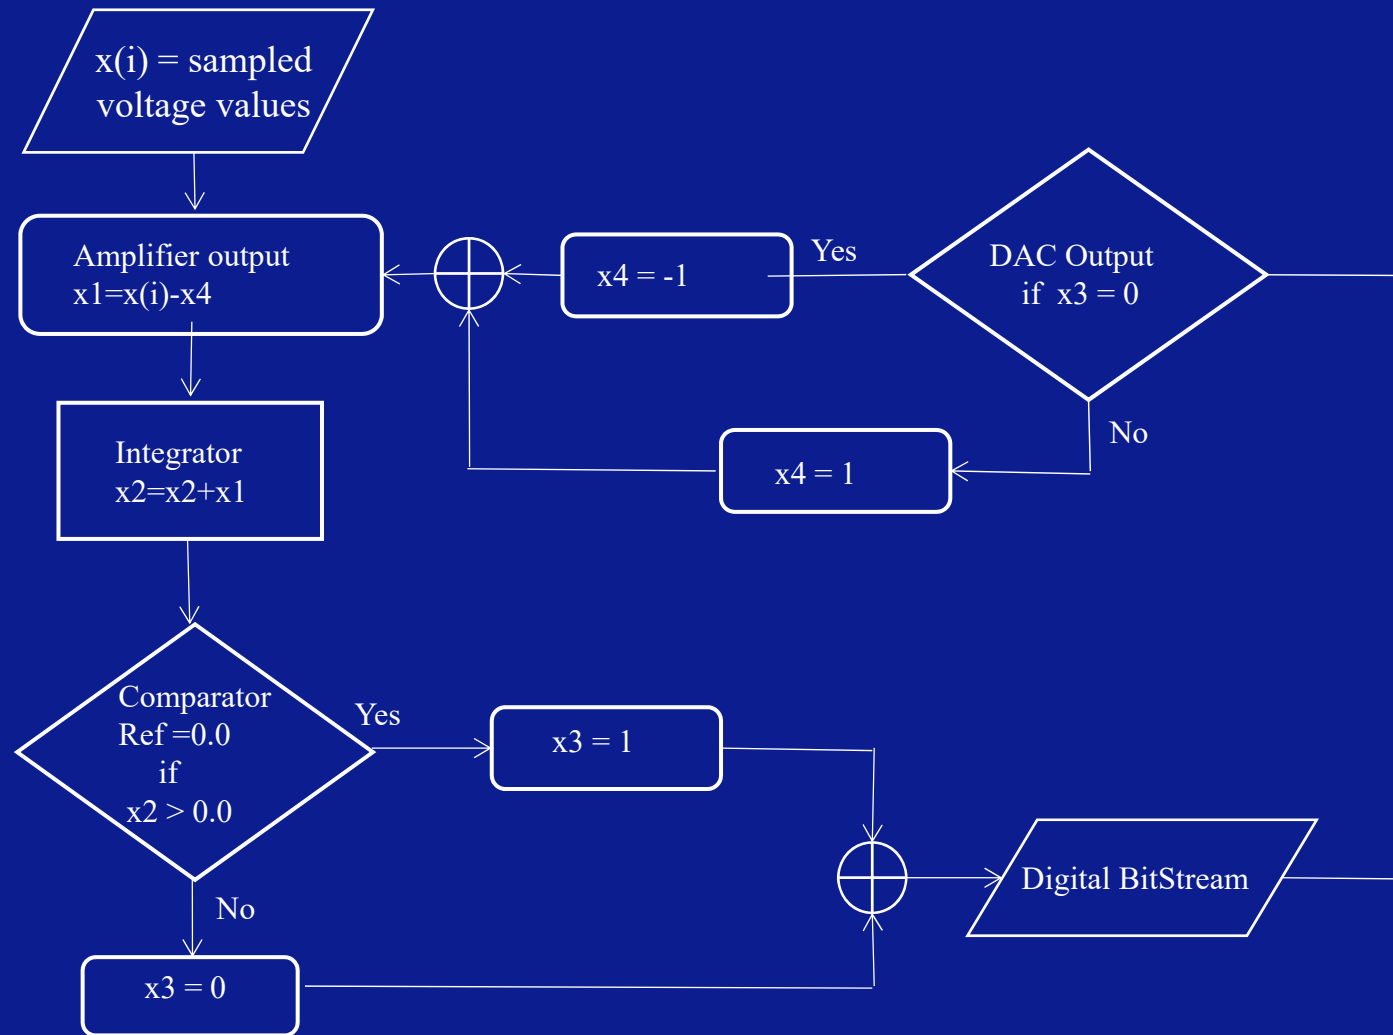 x(i) = sampled
voltage values
Amplifier output
x1=x(i)-x4
x4 = -1
Yes
DAC Output
if x3 = 0
No
x4 = 1
Integrator
x2=x2+x1
Comparator
Ref =0.0
if
x2 > 0.0
Yes
x3 = 1
Digital BitStream
No
x3 = 0